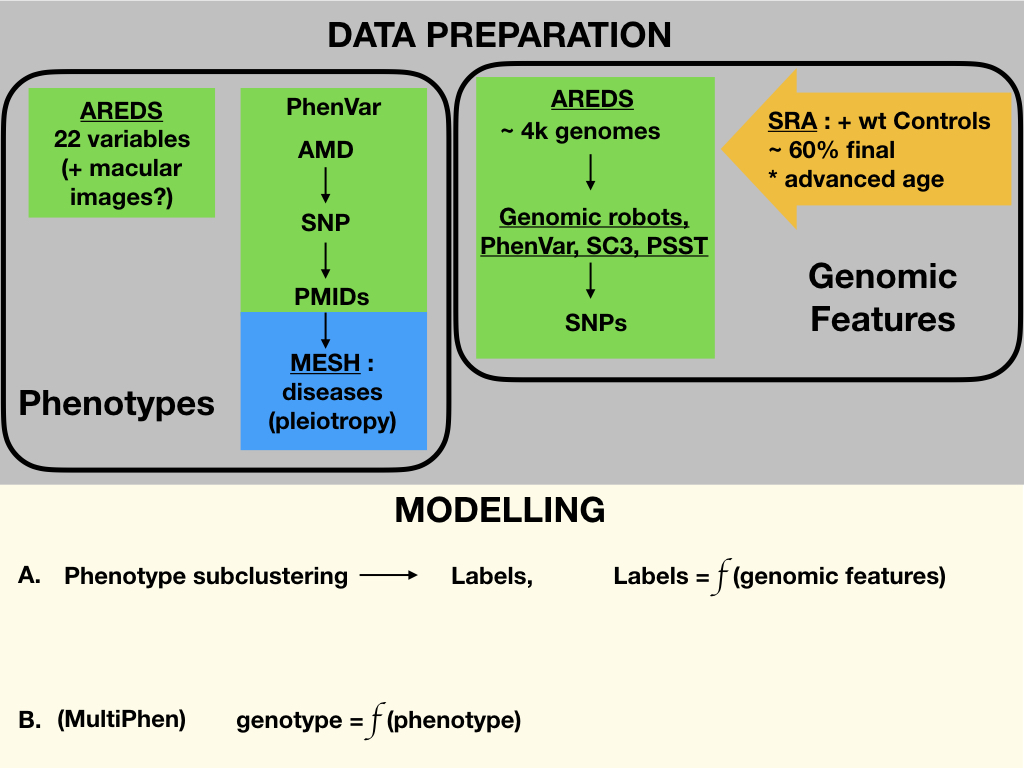 DATA PREPARATION
AREDS
22 variables
(+ macular
images?)
PhenVar
AMD
SNP
PMIDs
MESH :
diseases
(pleiotropy)
Phenotypes
AREDS
~ 4k genomes
Genomic robots,
PhenVar, SC3, PSST
SNPs
SRA : + wt Controls
~ 60% final
* advanced age
Genomic
Features
MODELLING
A. Phenotype subclustering Labels, Labels = f (genomic features)
B. (MultiPhen) genotype = f (phenotype)